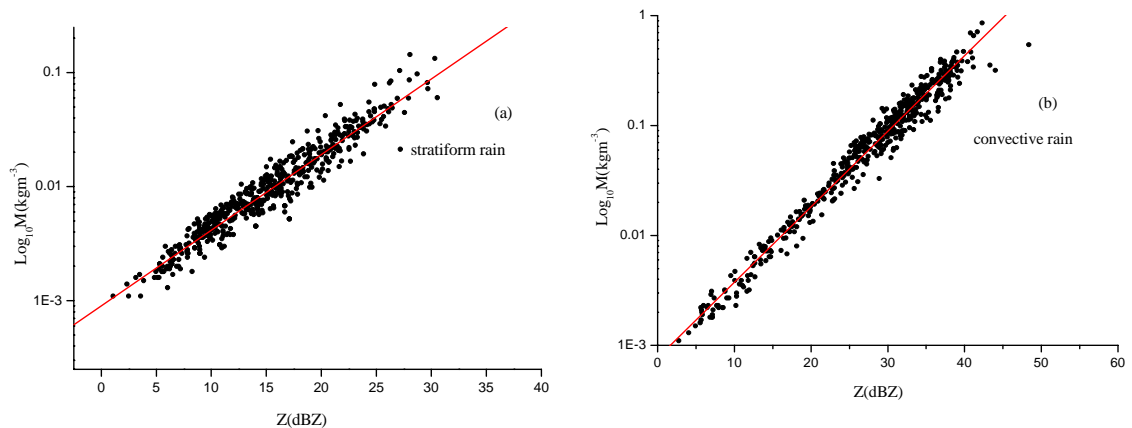 0.1
0.01
1E-3
Log₁₀M(kgm⁻³)
0 5 10 15 20 25 30 35 40
Z(dBZ)
(a)
stratiform rain
1
0.1
0.01
1E-3
Log₁₀M(kgm⁻³)
0 10 20 30 40 50 60
Z(dBZ)
(b)
convective rain